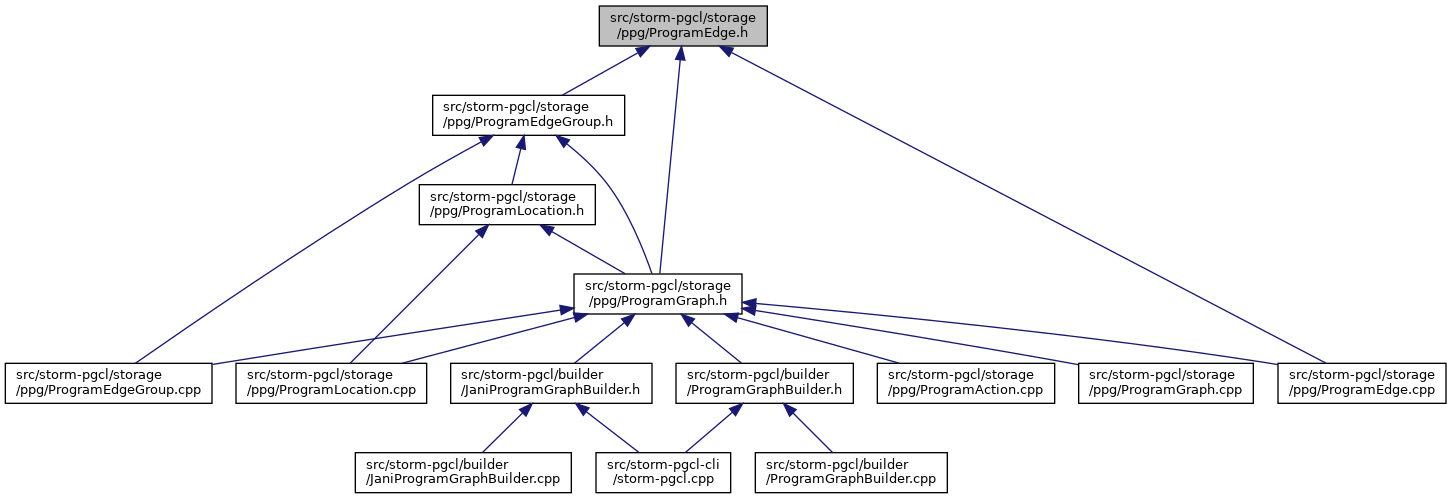 src/storm-pgcl/storage
/ppg/ProgramEdge.h
src/storm-pgcl/storage
/ppg/ProgramEdgeGroup.h
src/storm-pgcl/storage
/ppg/ProgramLocation.h
src/storm-pgcl/storage
/ppg/ProgramGraph.h
src/storm-pgcl/storage
/ppg/ProgramEdgeGroup.cpp
src/storm-pgcl/storage
/ppg/ProgramLocation.cpp
src/storm-pgcl/builder
/JaniProgramGraphBuilder.h
src/storm-pgcl/builder
/ProgramGraphBuilder.h
src/storm-pgcl/storage
/ppg/ProgramAction.cpp
src/storm-pgcl/storage
/ppg/ProgramGraph.cpp
src/storm-pgcl/storage
/ppg/ProgramEdge.cpp
src/storm-pgcl/builder
/JaniProgramGraphBuilder.cpp
src/storm-pgcl-cli
/storm-pgcl.cpp
src/storm-pgcl/builder
/ProgramGraphBuilder.cpp